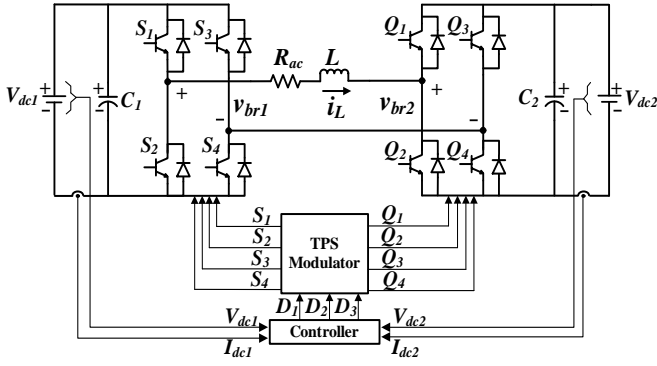 S1 S3 Q1 Q3
Rac L
+ + + +
Vdc1 C1 vbr1 iL vbr2 C2 Vdc2
− − − −
S2 S4 Q2 Q4
S1 Q1
S2 TPS Q2
S3 Modulator Q3
S4 Q4
D1 D2 D3
Vdc1 Vdc2
Controller
Idc1 Idc2